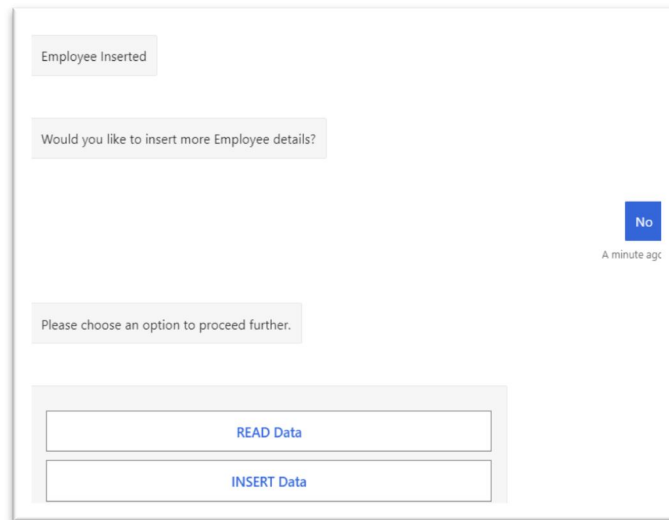 Employee Inserted
Would you like to insert more Employee details?
No
A minute ago
Please choose an option to proceed further.
READ Data
INSERT Data